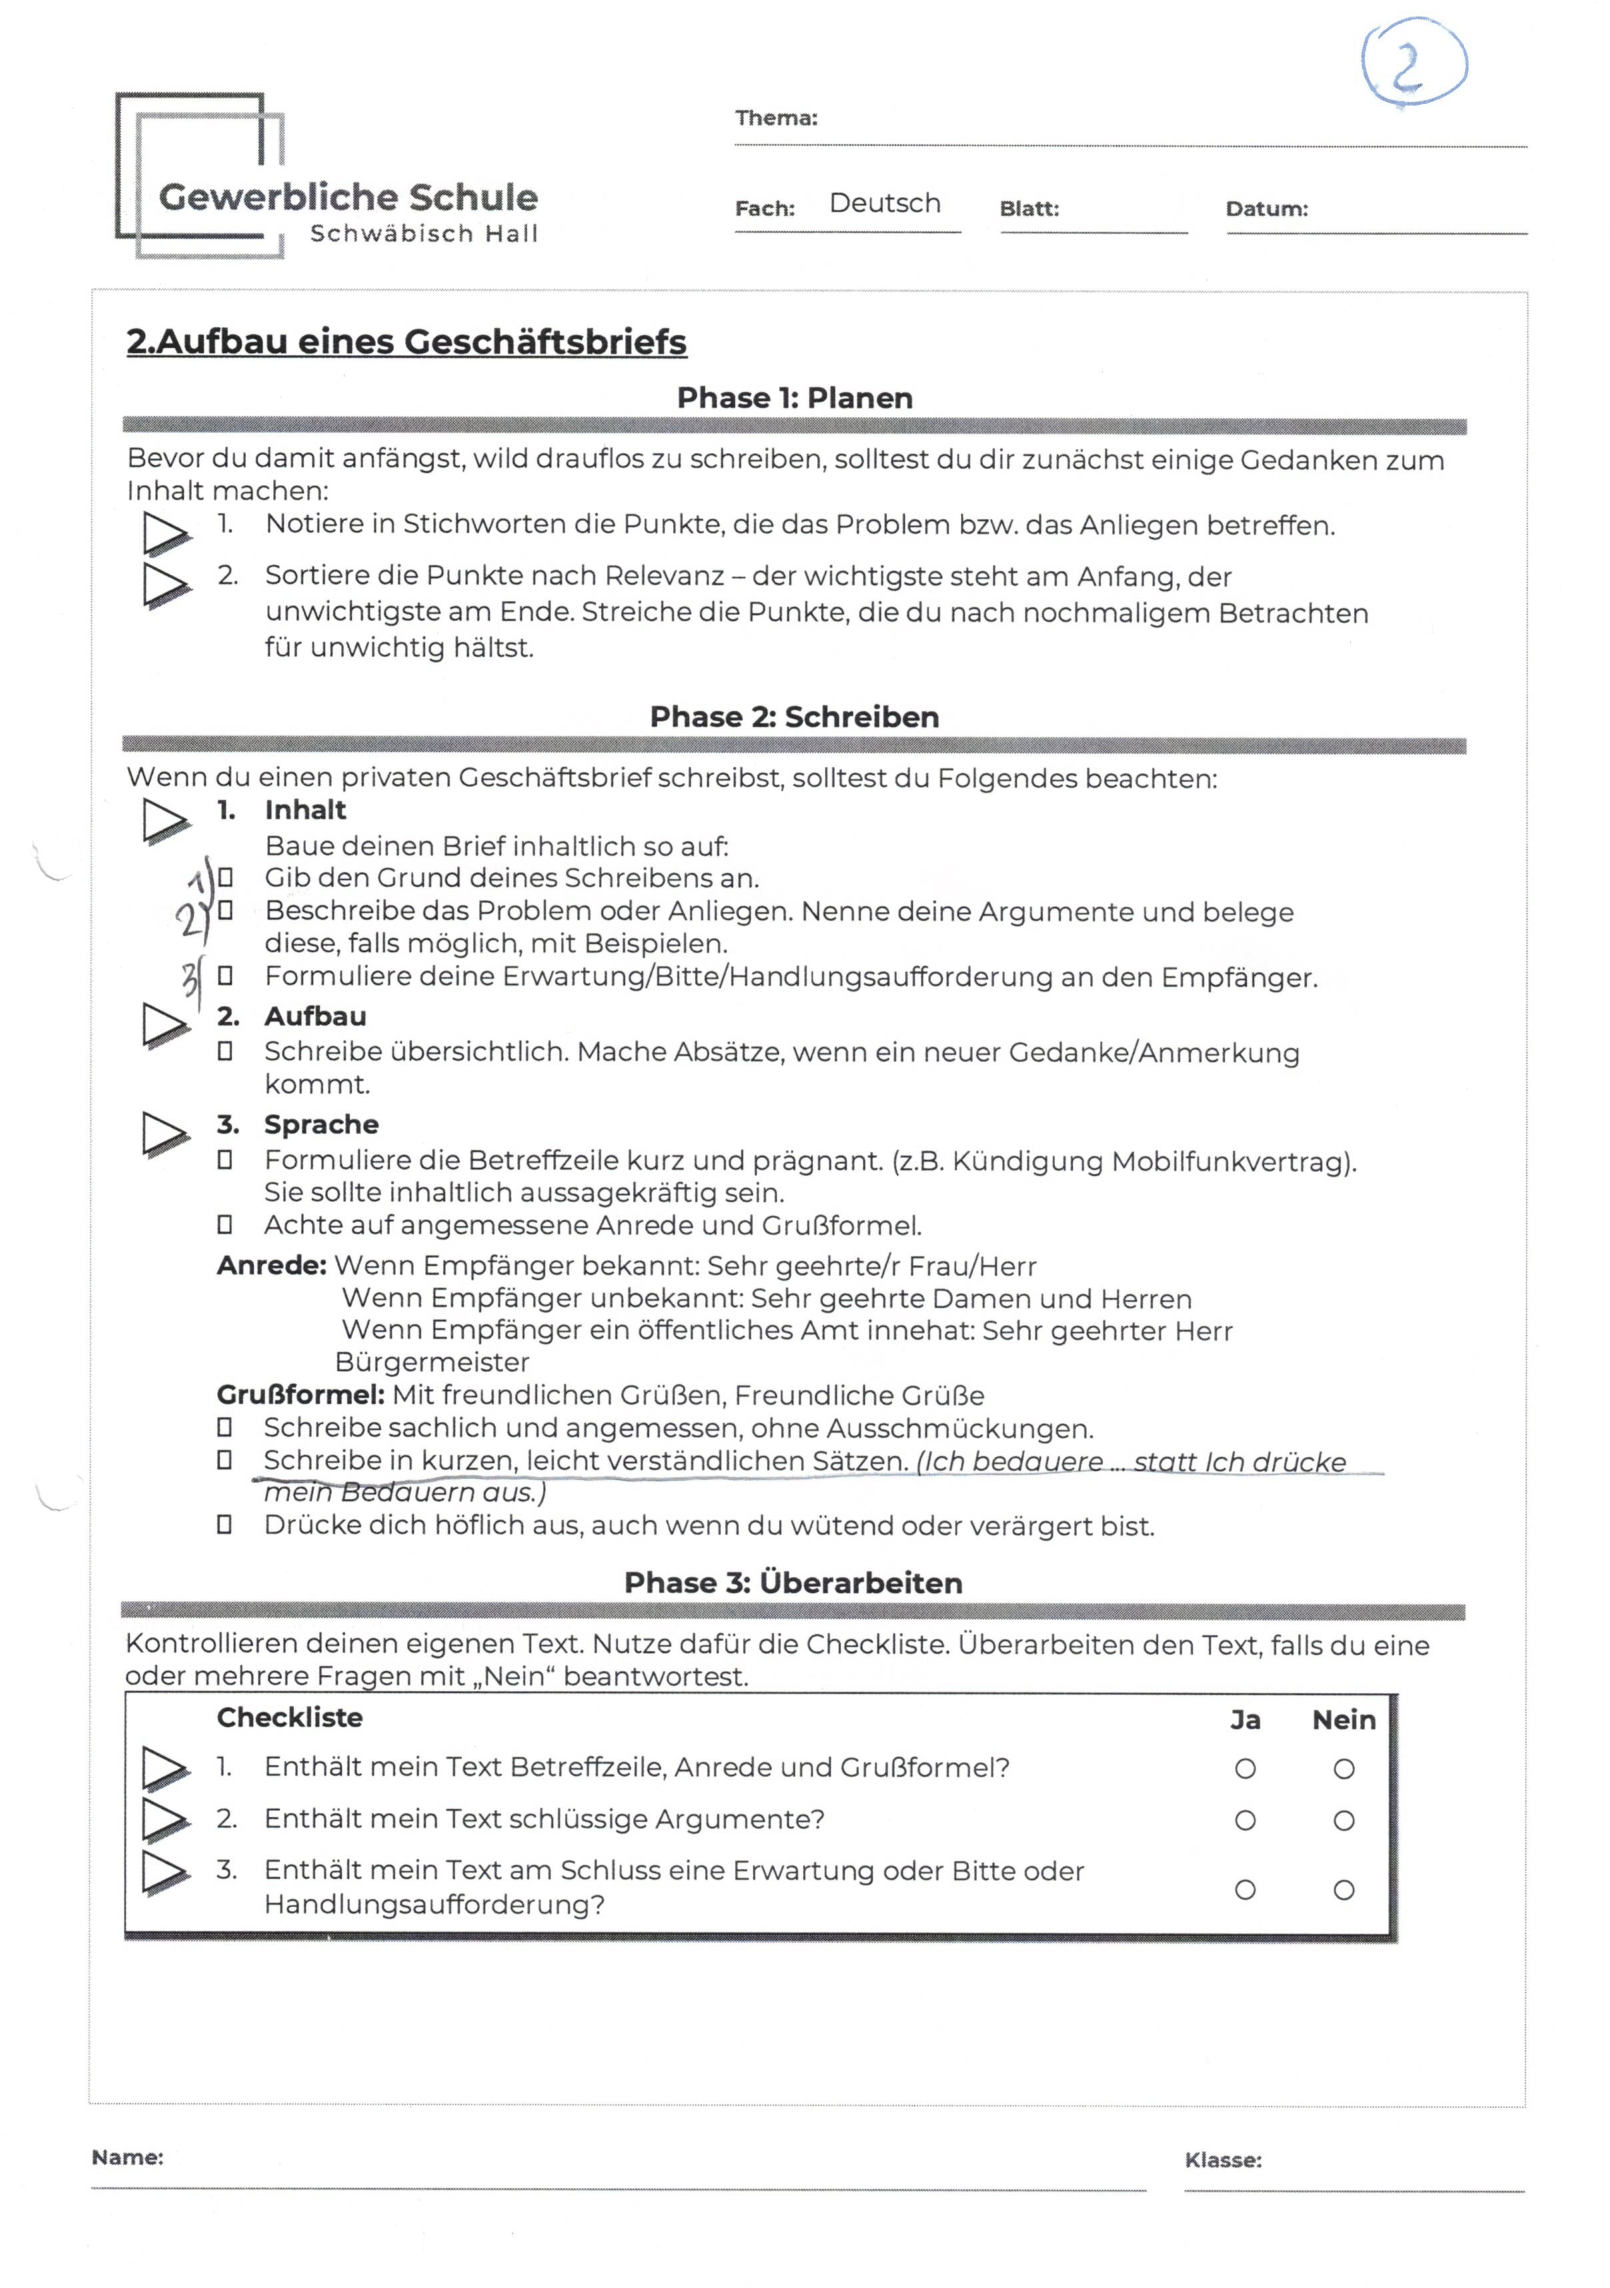 2
Thema:
Gewerbliche Schule
Schwäbisch Hall
Fach: Deutsch Blatt: Datum:
2.Aufbau eines Geschäftsbriefs
Phase 1: Planen
Bevor du damit anfängst, wild drauflos zu schreiben, solltest du dir zunächst einige Gedanken zum
Inhalt machen:
1. Notiere in Stichworten die Punkte, die das Problem bzw. das Anliegen betreffen.
2. Sortiere die Punkte nach Relevanz – der wichtigste steht am Anfang, der
unwichtigste am Ende. Streiche die Punkte, die du nach nochmaligem Betrachten
für unwichtig hältst.
Phase 2: Schreiben
Wenn du einen privaten Geschäftsbrief schreibst, solltest du Folgendes beachten:
1. Inhalt
Baue deinen Brief inhaltlich so auf:
1) Gib den Grund deines Schreibens an.
2) Beschreibe das Problem oder Anliegen. Nenne deine Argumente und belege
diese, falls möglich, mit Beispielen.
3) Formuliere deine Erwartung/Bitte/Handlungsaufforderung an den Empfänger.
2. Aufbau
Schreibe übersichtlich. Mache Absätze, wenn ein neuer Gedanke/Anmerkung
kommt.
3. Sprache
Formuliere die Betreffzeile kurz und prägnant. (z.B. Kündigung Mobilfunkvertrag).
Sie sollte inhaltlich aussagekräftig sein.
Achte auf angemessene Anrede und Grußformel.
Anrede: Wenn Empfänger bekannt: Sehr geehrte/r Frau/Herr
Wenn Empfänger unbekannt: Sehr geehrte Damen und Herren
Wenn Empfänger ein öffentliches Amt innehat: Sehr geehrter Herr
Bürgermeister
Grußformel: Mit freundlichen Grüßen, Freundliche Grüße
Schreibe sachlich und angemessen, ohne Ausschmückungen.
Schreibe in kurzen, leicht verständlichen Sätzen. (Ich bedauere ... statt Ich drücke
mein Bedauern aus.)
Drücke dich höflich aus, auch wenn du wütend oder verärgert bist.
Phase 3: Überarbeiten
Kontrollieren deinen eigenen Text. Nutze dafür die Checkliste. Überarbeiten den Text, falls du eine
oder mehrere Fragen mit „Nein“ beantwortest.
Checkliste Ja Nein
1. Enthält mein Text Betreffzeile, Anrede und Grußformel?
2. Enthält mein Text schlüssige Argumente?
3. Enthält mein Text am Schluss eine Erwartung oder Bitte oder
Handlungsaufforderung?
Name: Klasse: